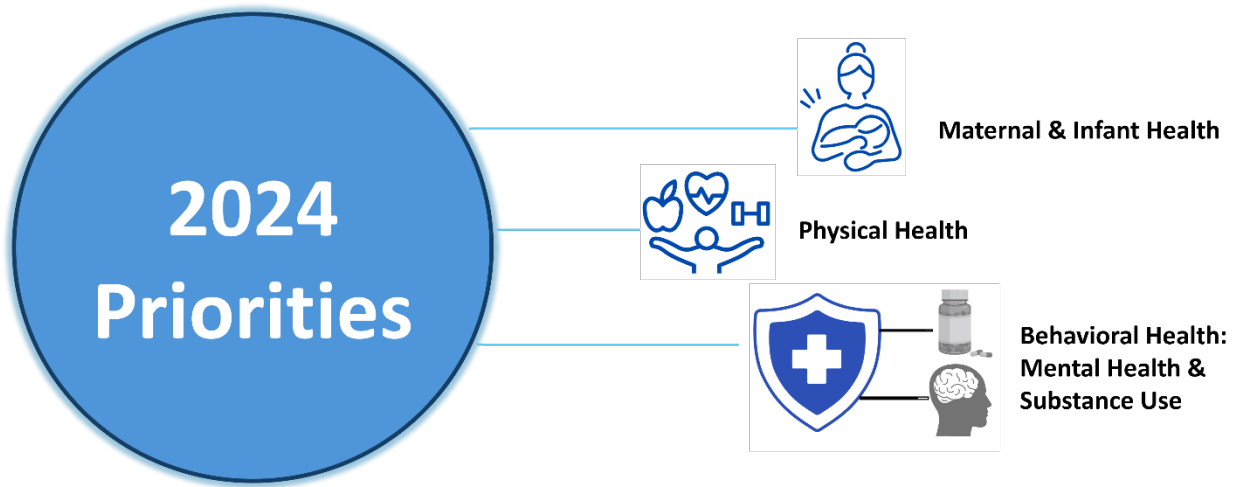 2024
Priorities
Maternal & Infant Health
Physical Health
Behavioral Health:
Mental Health &
Substance Use